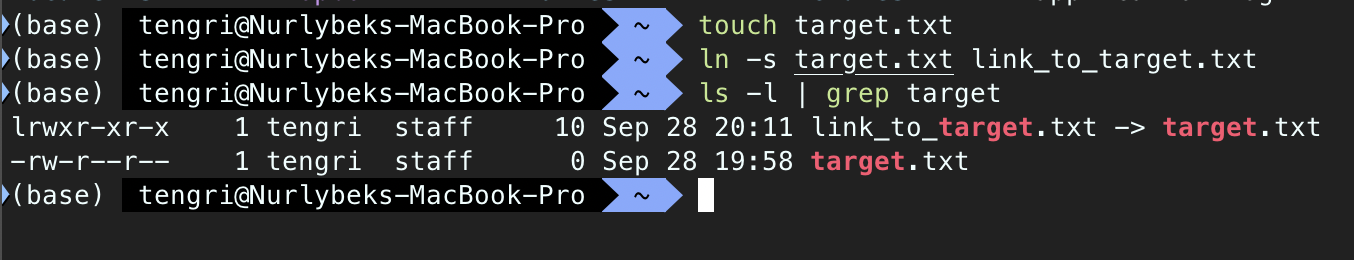 (base) tengri@Nurlybeks-MacBook-Pro ~ touch target.txt
(base) tengri@Nurlybeks-MacBook-Pro ~ ln -s target.txt link_to_target.txt
(base) tengri@Nurlybeks-MacBook-Pro ~ ls -l | grep target
lrwxr-xr-x 1 tengri staff 10 Sep 28 20:11 link_to_target.txt -> target.txt
-rw-r--r-- 1 tengri staff 0 Sep 28 19:58 target.txt
(base) tengri@Nurlybeks-MacBook-Pro ~